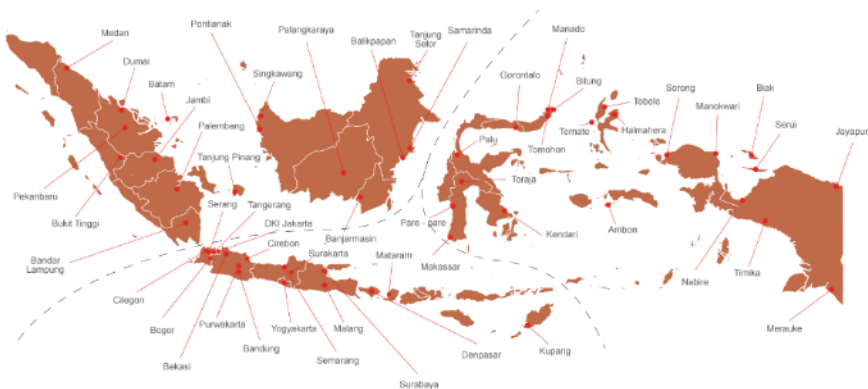 Pontianak
Palangkaraya
Balikpapan
Tanjung
Selor
Samarinda
Manado
Medan
Dumai
Batam
Jambi
Singkawang
Gorontalo
Bitung
Palembang
Tobelo
Sorong
Manokwari
Biak
Ternate
Halmahera
Serui
Jayapur
Tanjung Pinang
Palu
Tomohon
Pekanbaru
Toraja
Tangerang
Serang
Bukit Tinggi
DKI Jakarta
Pare - pare
Banjarmasin
Kendari
Ambon
Cirebon
Surakarta
Mataram
Bandar
Lampung
Makassar
Nabire
Timika
Cilegon
Bogor
Purwakarta
Yogyakarta
Malang
Merauke
Bekasi
Bandung
Semarang
Denpasar
Kupang
Surabaya